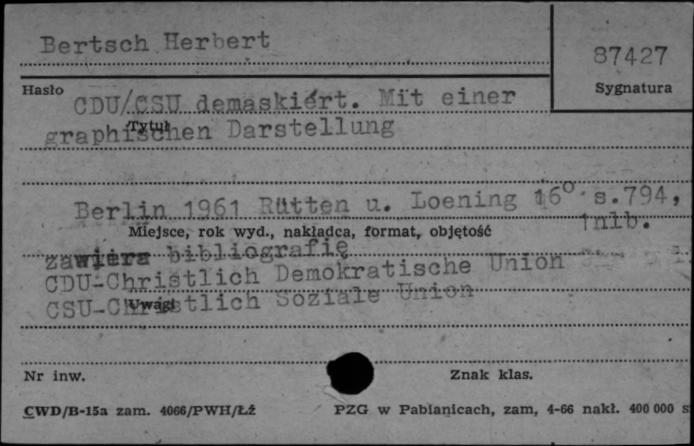 Bertsch Herbert
87427
Hasło
Sygnatura
CDU/CSU demaskiert. Mit einer
Tytuł
graphischen Darstellung
Berlin 1961 Rütten u. Loening 16° s.794,
Miejsce, rok wyd., nakładca, format, objętość
1nlb.
zawiera bibliografię
CDU-Christlich Demokratische Union
Uwagi
CSU-Christlich Soziale Union
Nr inw.
Znak klas.
CWD/B-15a zam. 4066/PWH/Łź
PZG w Pabianicach, zam, 4-66 nakł. 400 000 s